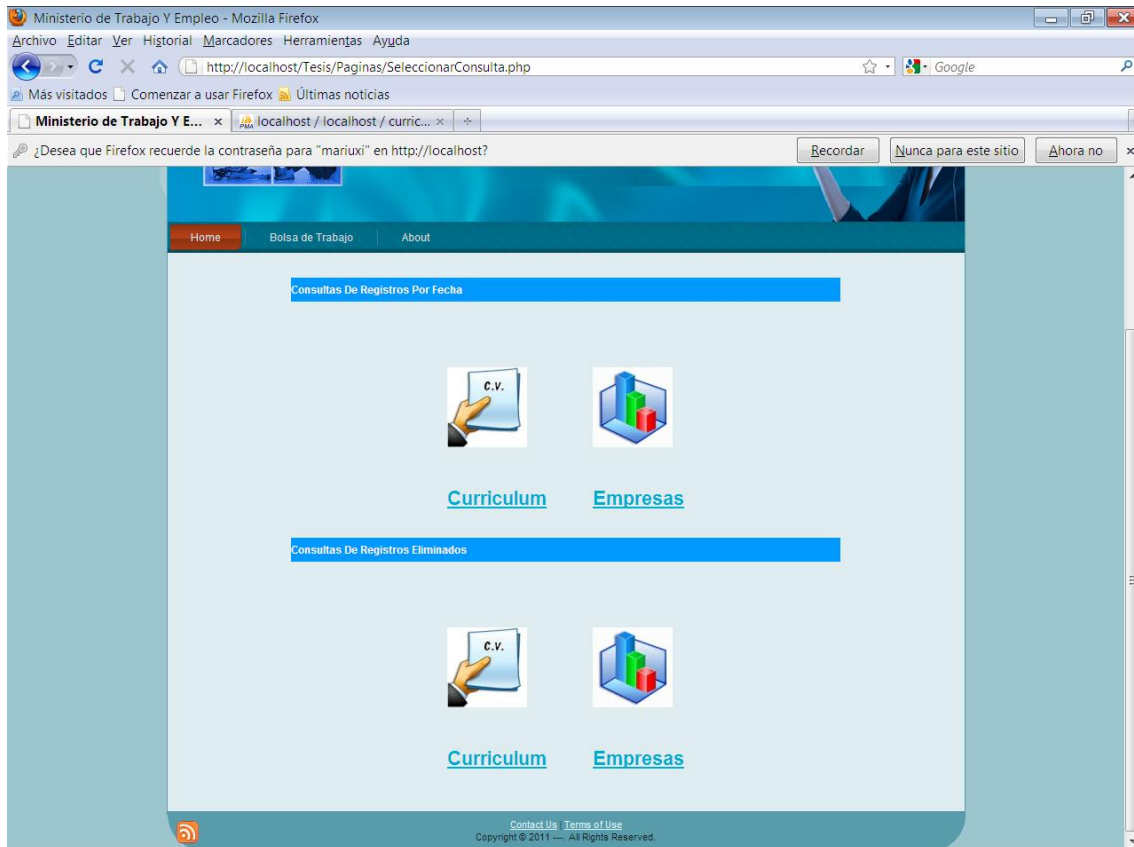 Ministerio de Trabajo Y Empleo - Mozilla Firefox
Archivo Editar Ver Historial Marcadores Herramientas Ayuda
http://localhost/Tesis/Paginas/SeleccionarConsulta.php Google
Más visitados Comenzar a usar Firefox Últimas noticias
Ministerio de Trabajo Y E... localhost / localhost / curric...
¿Desea que Firefox recuerde la contraseña para "mariuxi" en http://localhost? Recordar Nunca para este sitio Ahora no
Home Bolsa de Trabajo About
Consultas De Registros Por Fecha
C.V.
Curriculum Empresas
Consultas De Registros Eliminados
C.V.
Curriculum Empresas
Contact Us | Terms of Use
Copyright © 2011 ---. All Rights Reserved.